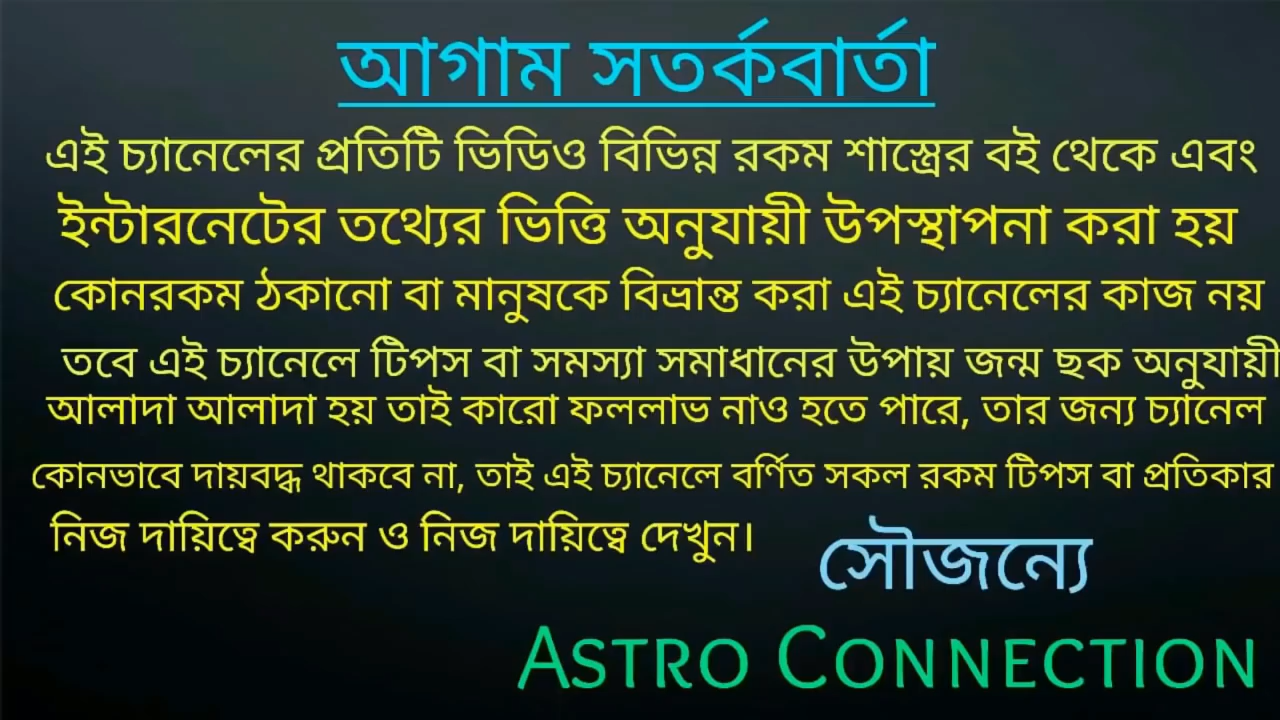 আগাম সতর্কবার্তা
এই চ্যানেলের প্রতিটি ভিডিও বিভিন্ন রকম শাস্ত্রের বই থেকে এবং
ইন্টারনেটের তথ্যের ভিত্তি অনুযায়ী উপস্থাপনা করা হয়
কোনরকম ঠকানো বা মানুষকে বিভ্রান্ত করা এই চ্যানেলের কাজ নয়
তবে এই চ্যানেলে টিপস বা সমস্যা সমাধানের উপায় জন্ম ছক অনুযায়ী
আলাদা আলাদা হয় তাই কারো ফললাভ নাও হতে পারে, তার জন্য চ্যানেল
কোনভাবে দায়বদ্ধ থাকবে না, তাই এই চ্যানেলে বর্ণিত সকল রকম টিপস বা প্রতিকার
নিজ দায়িত্বে করুন ও নিজ দায়িত্বে দেখুন।
সৌজন্যে
ASTRO CONNECTION